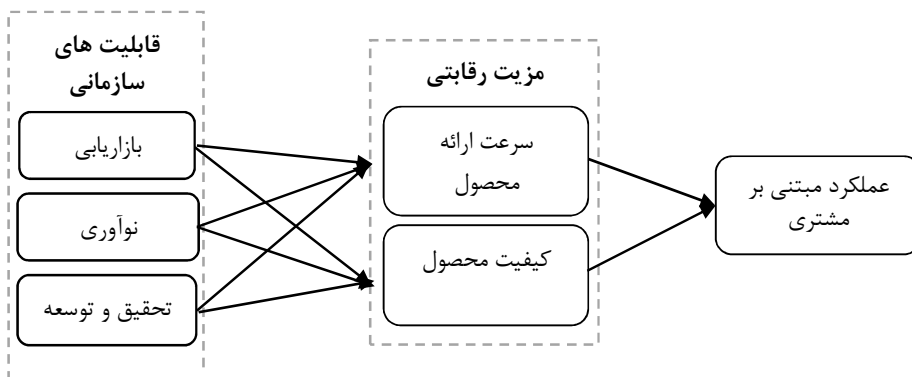 قابلیت های
سازمانی
بازاریابی
نوآوری
تحقیق و توسعه
مزیت رقابتی
سرعت ارائه
محصول
کیفیت محصول
عملکرد مبتنی بر
مشتری